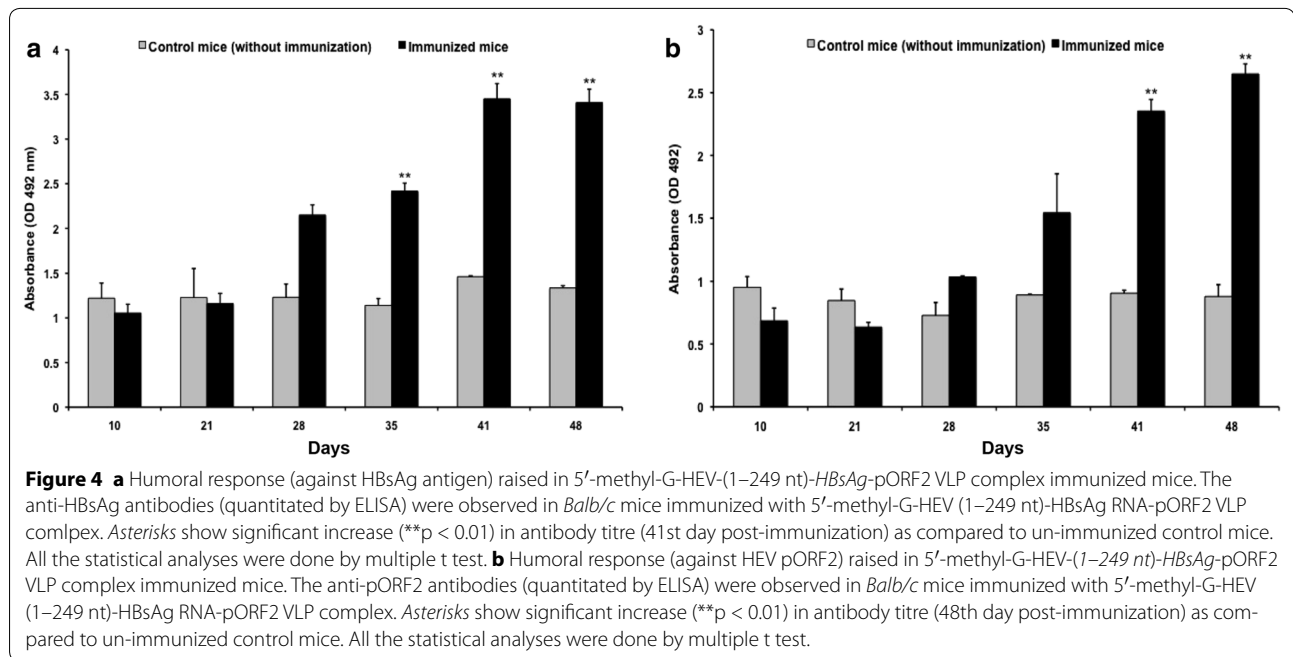 a
Control mice (without immunization) Immunized mice
4
3.5
3
2.5
2
1.5
1
0.5
0
Absorbance (OD 492 nm)
** ** **
10 21 28 35 41 48
Days
b
Control mice (without immunization) Immunized mice
3
2.5
2
1.5
1
0.5
0
Absorbance (OD 492)
** **
10 21 28 35 41 48
Days
Figure 4 a Humoral response (against HBsAg antigen) raised in 5′-methyl-G-HEV-(1–249 nt)-HBsAg-pORF2 VLP complex immunized mice. The
anti-HBsAg antibodies (quantitated by ELISA) were observed in Balb/c mice immunized with 5′-methyl-G-HEV (1–249 nt)-HBsAg RNA-pORF2 VLP
comlpex. Asterisks show significant increase (**p < 0.01) in antibody titre (41st day post-immunization) as compared to un-immunized control mice.
All the statistical analyses were done by multiple t test. b Humoral response (against HEV pORF2) raised in 5′-methyl-G-HEV-(1–249 nt)-HBsAg-pORF2
VLP complex immunized mice. The anti-pORF2 antibodies (quantitated by ELISA) were observed in Balb/c mice immunized with 5′-methyl-G-HEV
(1–249 nt)-HBsAg RNA-pORF2 VLP complex. Asterisks show significant increase (**p < 0.01) in antibody titre (48th day post-immunization) as com-
pared to un-immunized control mice. All the statistical analyses were done by multiple t test.